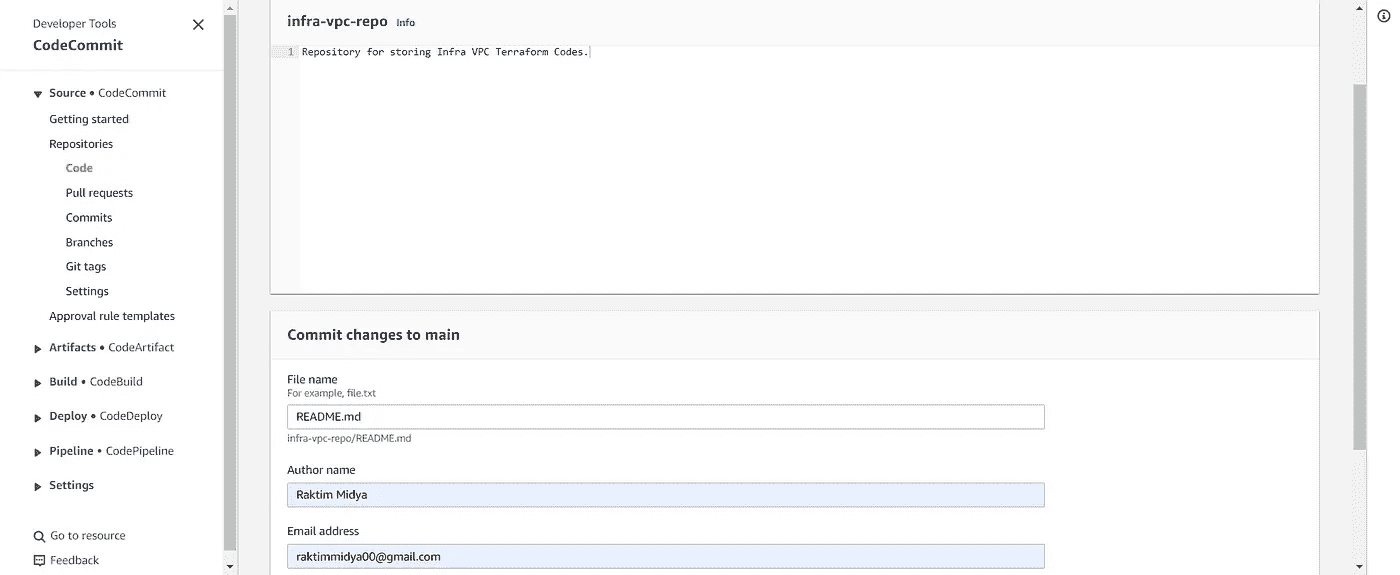 Developer Tools
CodeCommit
Source • CodeCommit
Getting started
Repositories
Code
Pull requests
Commits
Branches
Git tags
Settings
Approval rule templates
Artifacts • CodeArtifact
Build • CodeBuild
Deploy • CodeDeploy
Pipeline • CodePipeline
Settings
Go to resource
Feedback
infra-vpc-repo Info
1 Repository for storing Infra VPC Terraform Codes.
Commit changes to main
File name
For example, file.txt
README.md
infra-vpc-repo/README.md
Author name
Raktim Midya
Email address
raktimmidya00@gmail.com